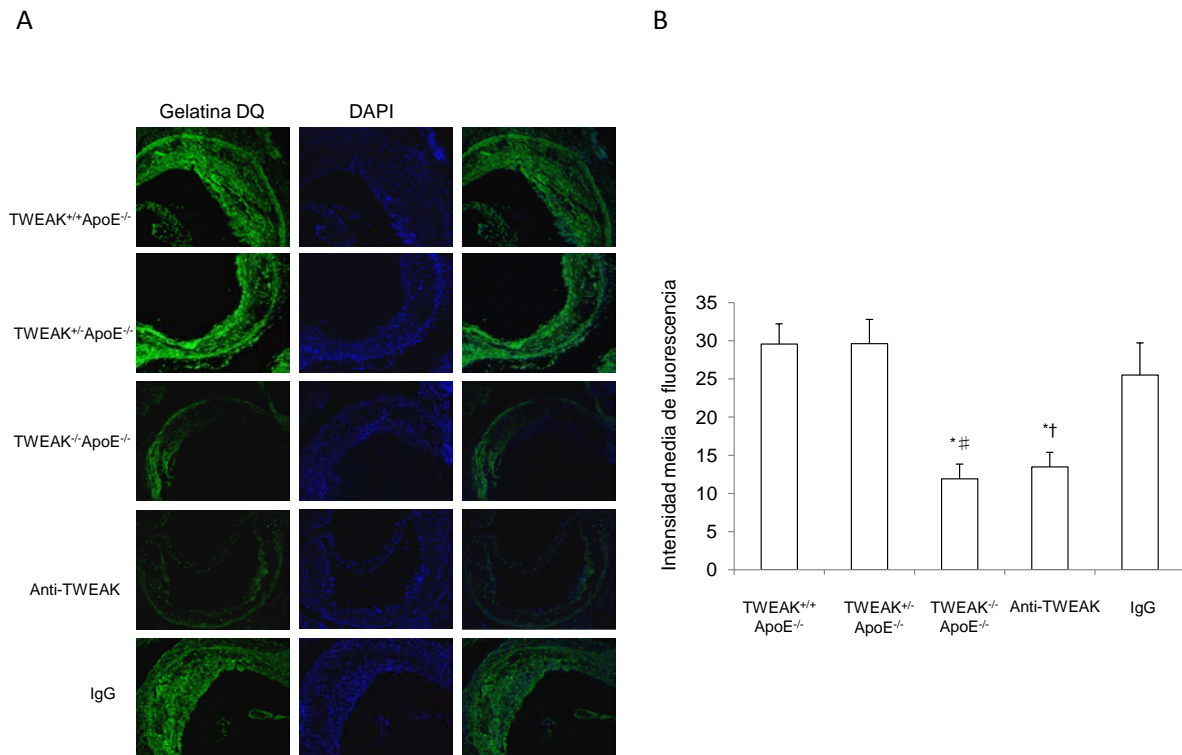 A
B
Gelatina DQ
DAPI
TWEAK+/+ApoE-/-
TWEAK+/-ApoE-/-
TWEAK-/-ApoE-/-
Anti-TWEAK
IgG
Intensidad media de fluorescencia
35
30
25
20
15
10
5
0
*#
*†
TWEAK+/+
ApoE-/-
TWEAK+/-
ApoE-/-
TWEAK-/-
ApoE-/-
Anti-TWEAK
IgG